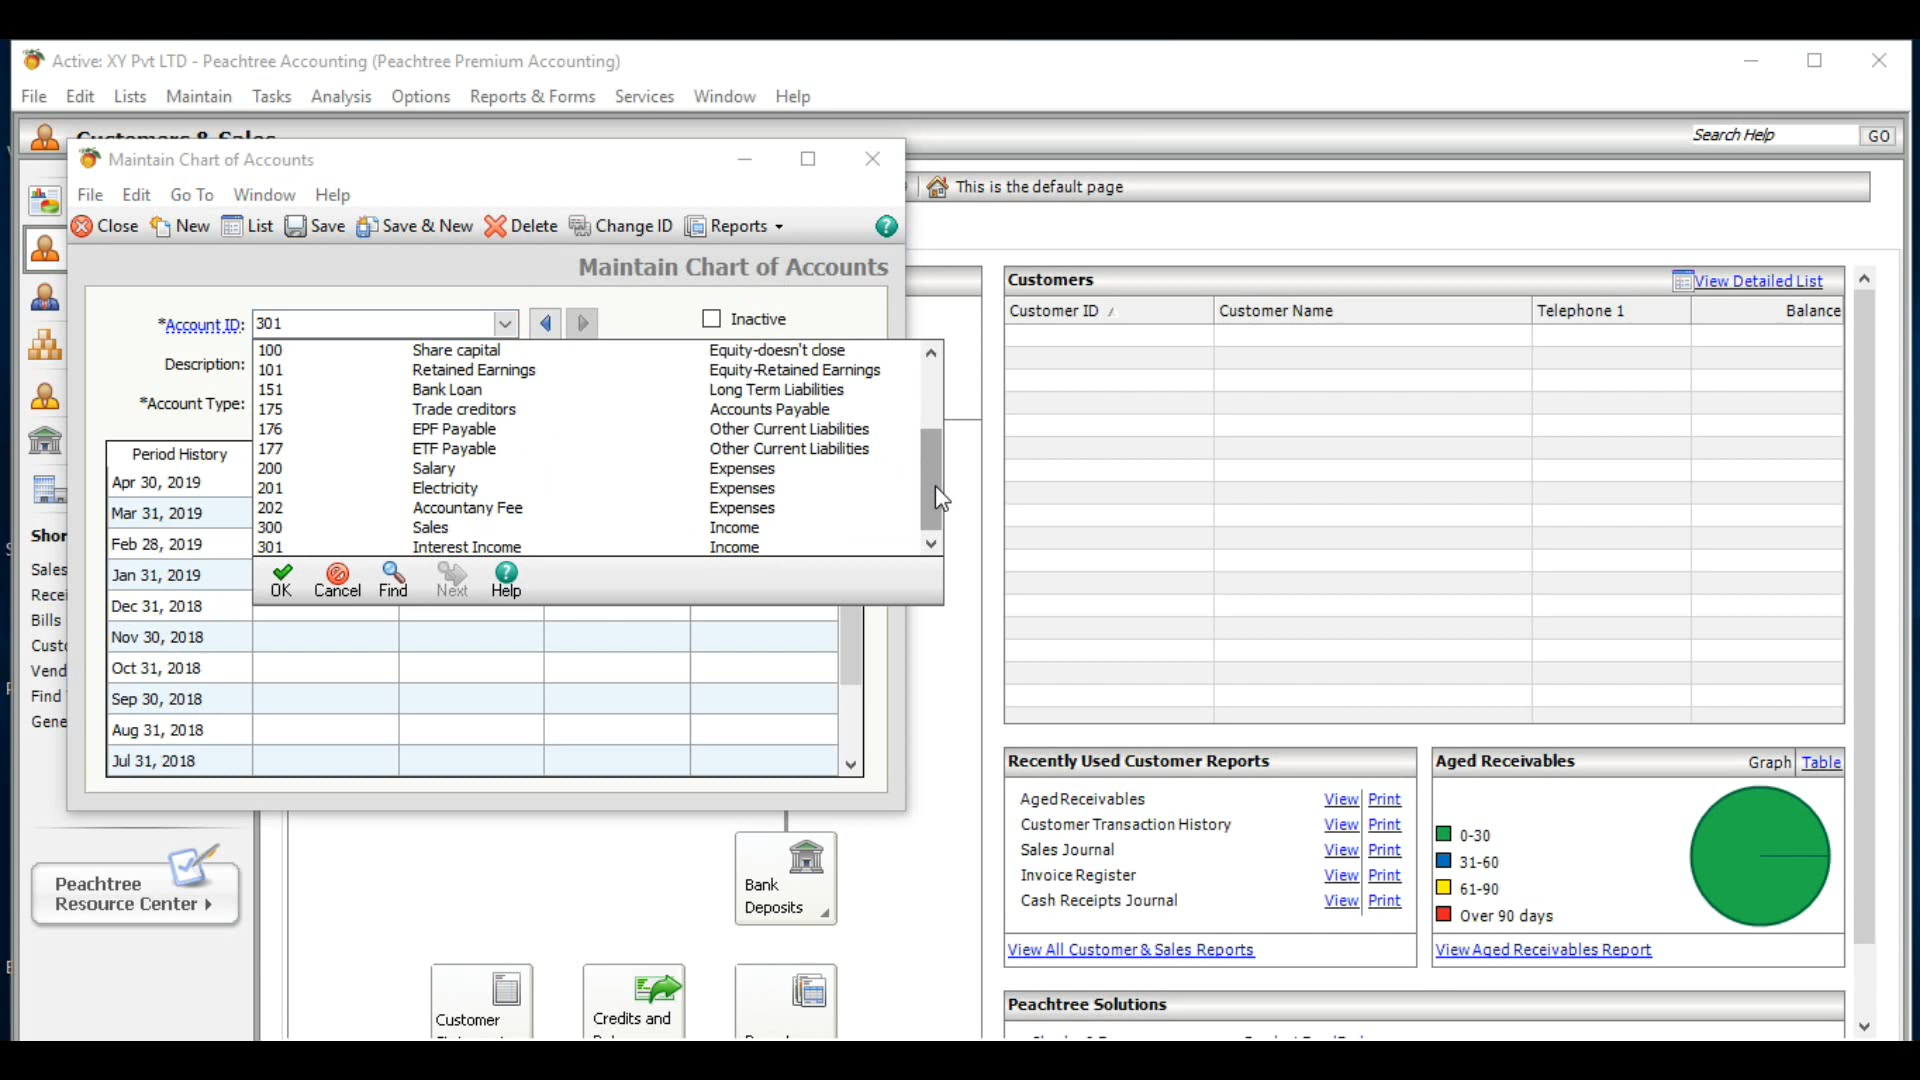 Active: XY Pvt LTD - Peachtree Accounting (Peachtree Premium Accounting)
File Edit Lists Maintain Tasks Analysis Options Reports & Forms Services Window Help
Customers & Sales
Search Help GO
Maintain Chart of Accounts
This is the default page
File Edit Go To Window Help
Close New List Save Save & New Delete Change ID Reports
Maintain Chart of Accounts
*Account ID: 301 Inactive
Description:
*Account Type:
100 Share capital Equity-doesn't close
101 Retained Earnings Equity-Retained Earnings
151 Bank Loan Long Term Liabilities
175 Trade creditors Accounts Payable
176 EPF Payable Other Current Liabilities
177 ETF Payable Other Current Liabilities
200 Salary Expenses
201 Electricity Expenses
202 Accountany Fee Expenses
300 Sales Income
301 Interest Income Income
OK Cancel Find Next Help
Period History
Apr 30, 2019
Mar 31, 2019
Feb 28, 2019
Jan 31, 2019
Dec 31, 2018
Nov 30, 2018
Oct 31, 2018
Sep 30, 2018
Aug 31, 2018
Jul 31, 2018
Shor
Sales
Recei
Bills
Custo
Vend
Find
Gene
Peachtree
Resource Center
Bank
Deposits
Customer
Credits and
Customers View Detailed List
Customer ID Customer Name Telephone 1 Balance
Recently Used Customer Reports
Aged Receivables View Print
Customer Transaction History View Print
Sales Journal View Print
Invoice Register View Print
Cash Receipts Journal View Print
View All Customer & Sales Reports
Aged Receivables Graph Table
0-30
31-60
61-90
Over 90 days
View Aged Receivables Report
Peachtree Solutions